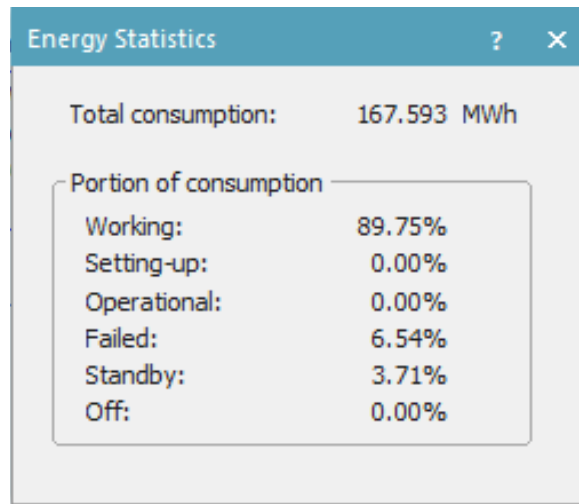 Energy Statistics ? ×
Total consumption: 167.593 MWh
Portion of consumption
Working: 89.75%
Setting-up: 0.00%
Operational: 0.00%
Failed: 6.54%
Standby: 3.71%
Off: 0.00%